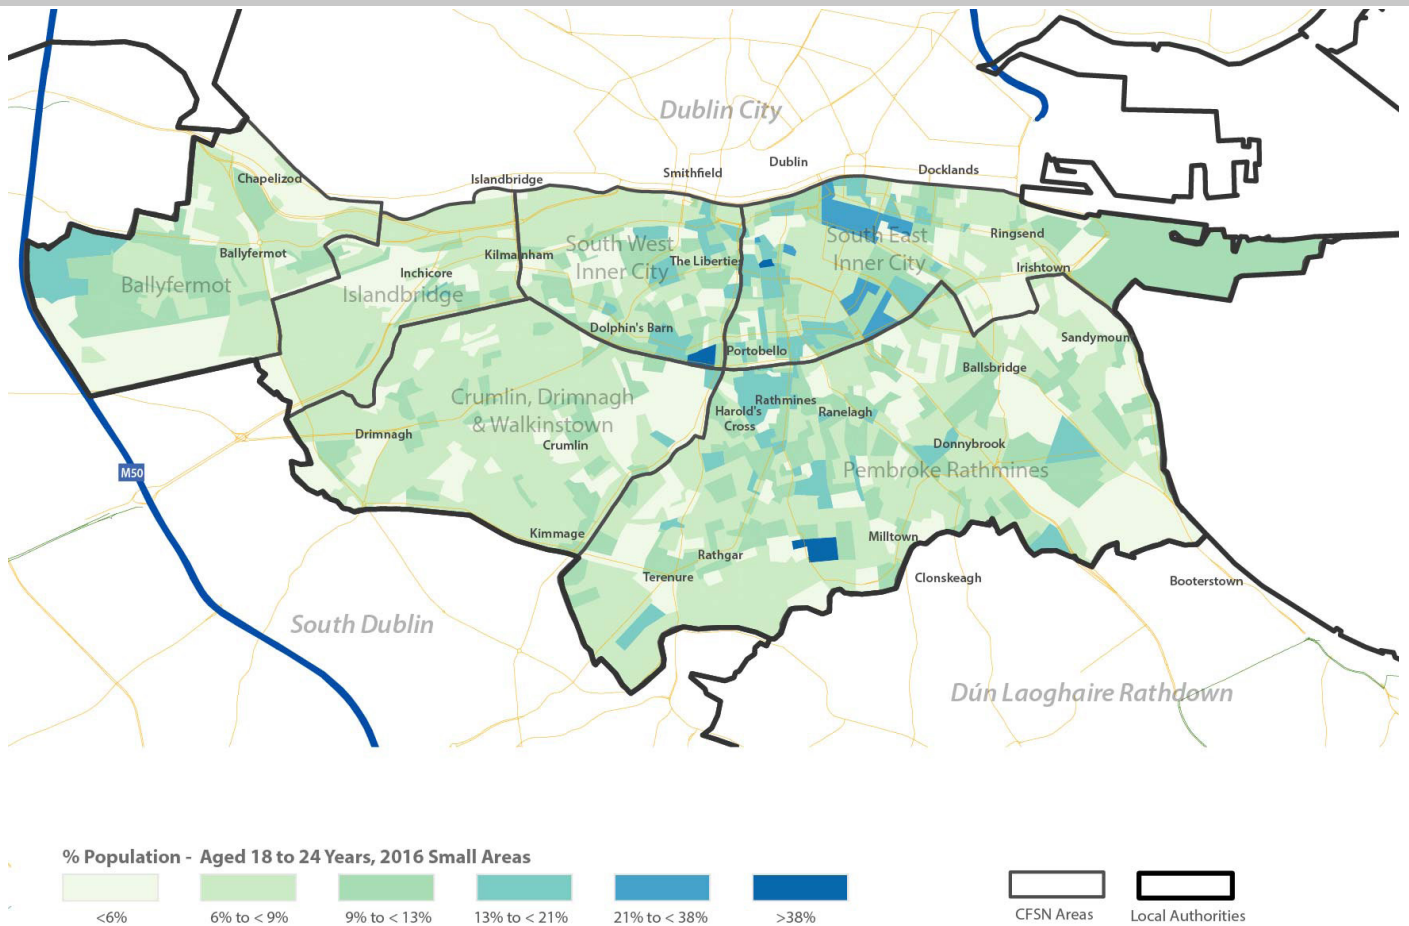 Dublin City
Dublin
Smithfield
Docklands
Chapelizod
Islandbridge
Ringsend
South West
Inner City
South East
Inner City
The Liberties
Kilmainham
Ballyfermot
Irishtown
Inchicore
Ballyfermot
Islandbridge
Dolphin's Barn
Sandymount
Portobello
Ballsbridge
Crumlin, Drimnagh
& Walkinstown
Rathmines
Harold's
Cross
Ranelagh
Drimnagh
Crumlin
Donnybrook
Pembroke Rathmines
M50
Kimmage
Milltown
Rathgar
Terenure
Clonskeagh
Booterstown
South Dublin
Dún Laoghaire Rathdown
% Population - Aged 18 to 24 Years, 2016 Small Areas
<6%
6% to < 9%
9% to < 13%
13% to < 21%
21% to < 38%
>38%
CFSN Areas
Local Authorities